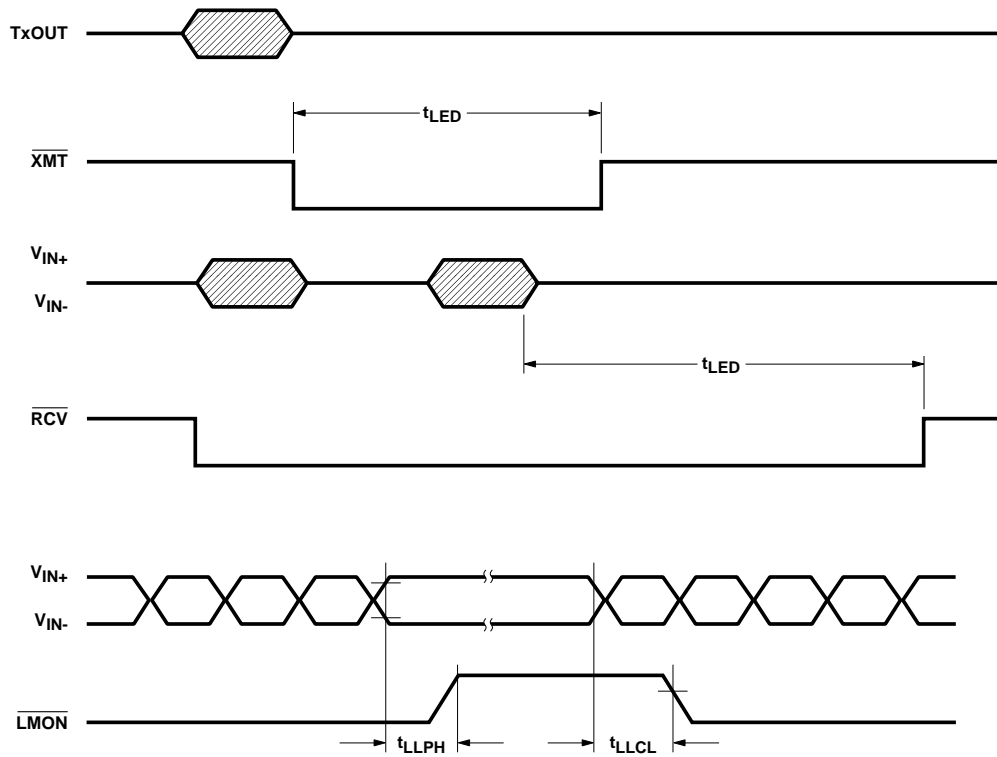 TxOUT
tLED
XMT
VIN+
VIN-
tLED
RCV
VIN+
VIN-
LMON
tLLPH
tLLCL